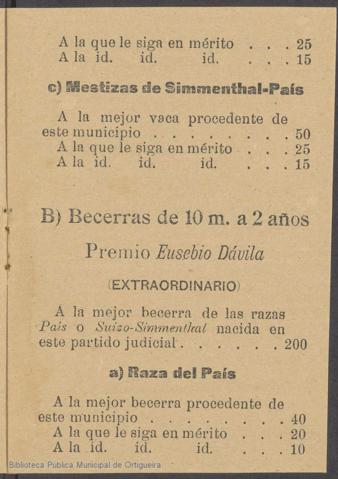 A la que le siga en mérito . . . 25
A la id. id. id. . . . 15
c) Mestizas de Simmenthal-País
A la mejor vaca procedente de
este municipio . . . . . . . . 50
A la que le siga en mérito . . . 25
A la id. id. id. . . . 15
B) Becerras de 10 m. a 2 años
Premio Eusebio Dávila
(EXTRAORDINARIO)
A la mejor becerra de las razas
País o Suizo-Simmenthal nacida en
este partido judicial. . . . . . 200
a) Raza del País
A la mejor becerra procedente de
este municipio . . . . . . . . 40
A la que le siga en mérito . . . 20
A la id. id. id. . . . 10
Biblioteca Pública Municipal de Ortigueira